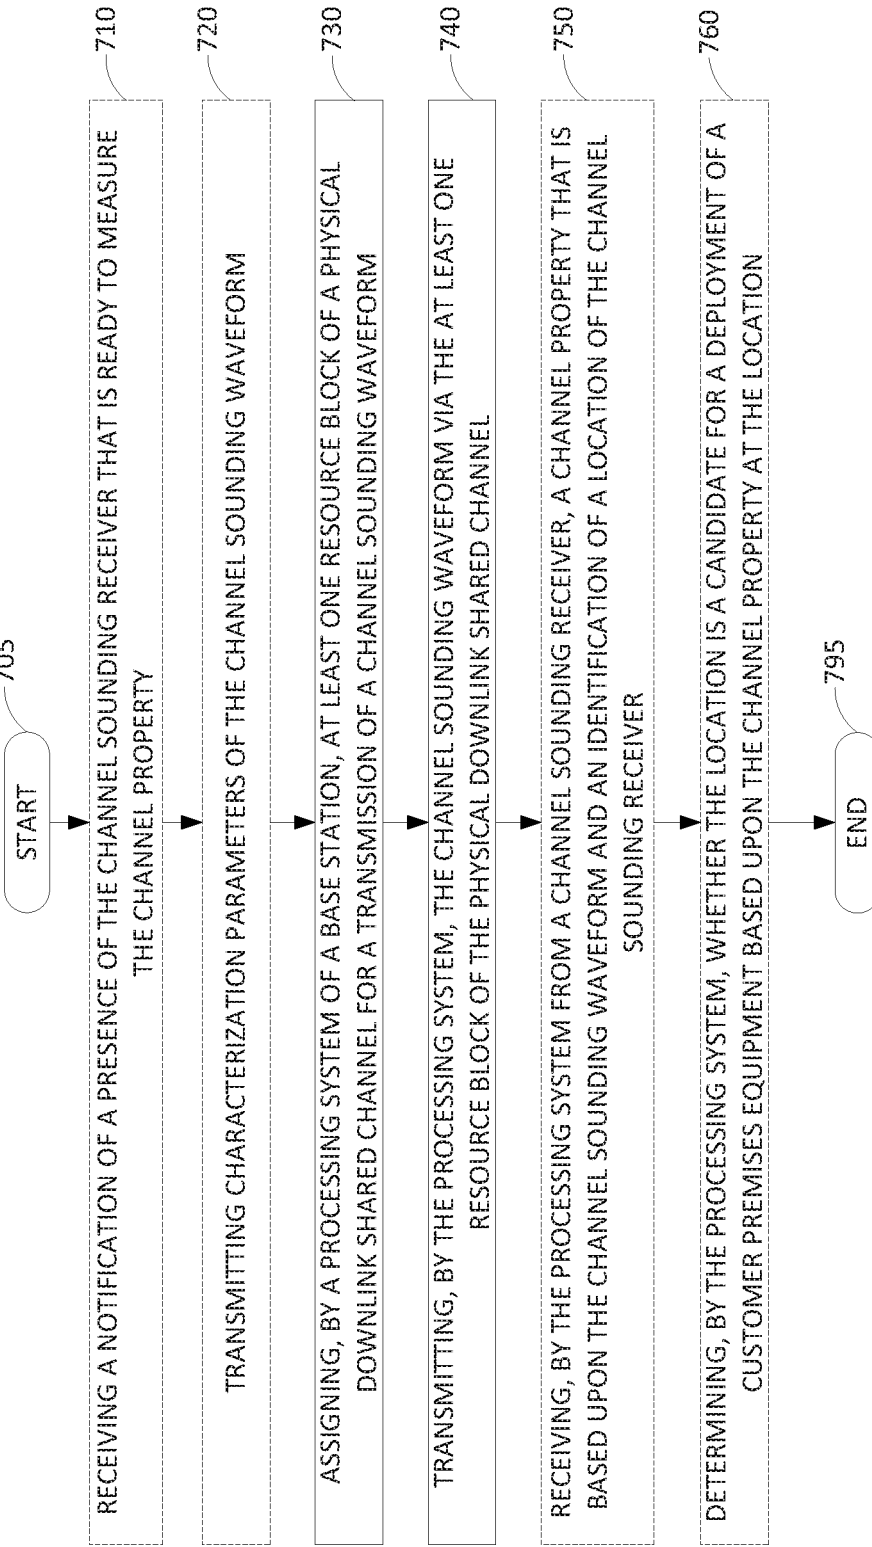 705
START
710
RECEIVING A NOTIFICATION OF A PRESENCE OF THE CHANNEL SOUNDING RECEIVER THAT IS READY TO MEASURE
THE CHANNEL PROPERTY
720
TRANSMITTING CHARACTERIZATION PARAMETERS OF THE CHANNEL SOUNDING WAVEFORM
730
ASSIGNING, BY A PROCESSING SYSTEM OF A BASE STATION, AT LEAST ONE RESOURCE BLOCK OF A PHYSICAL
DOWNLINK SHARED CHANNEL FOR A TRANSMISSION OF A CHANNEL SOUNDING WAVEFORM
740
TRANSMITTING, BY THE PROCESSING SYSTEM, THE CHANNEL SOUNDING WAVEFORM VIA THE AT LEAST ONE
RESOURCE BLOCK OF THE PHYSICAL DOWNLINK SHARED CHANNEL
750
RECEIVING, BY THE PROCESSING SYSTEM FROM A CHANNEL SOUNDING RECEIVER, A CHANNEL PROPERTY THAT IS
BASED UPON THE CHANNEL SOUNDING WAVEFORM AND AN IDENTIFICATION OF A LOCATION OF THE CHANNEL
SOUNDING RECEIVER
760
DETERMINING, BY THE PROCESSING SYSTEM, WHETHER THE LOCATION IS A CANDIDATE FOR A DEPLOYMENT OF A
CUSTOMER PREMISES EQUIPMENT BASED UPON THE CHANNEL PROPERTY AT THE LOCATION
795
END